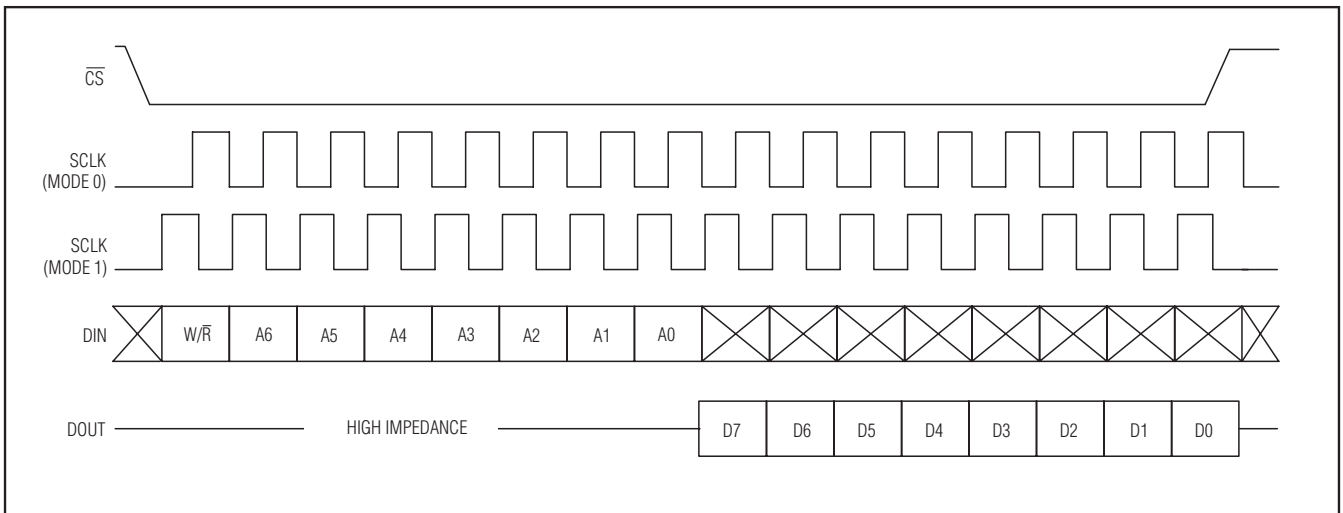 C̅S̅
SCLK
(MODE 0)
SCLK
(MODE 1)
DIN W/R̅ A6 A5 A4 A3 A2 A1 A0
DOUT HIGH IMPEDANCE D7 D6 D5 D4 D3 D2 D1 D0